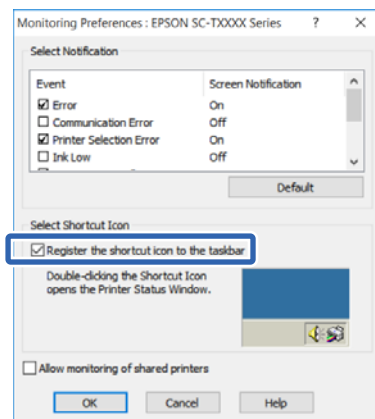 Monitoring Preferences : EPSON SC-TXXXX Series ? ×
Select Notification
Event Screen Notification
Error On
Communication Error Off
Printer Selection Error On
Ink Low Off
Default
Select Shortcut Icon
Register the shortcut icon to the taskbar
Double-clicking the Shortcut Icon
opens the Printer Status Window.
Allow monitoring of shared printers
OK Cancel Help